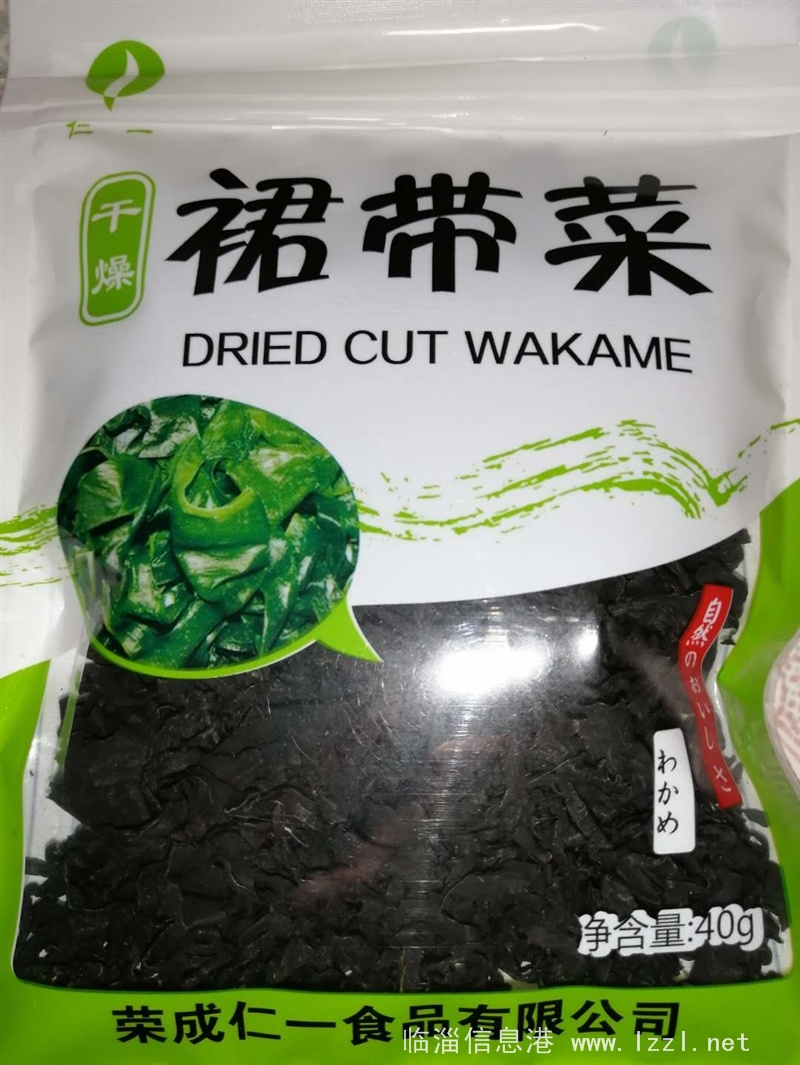 仁一
干燥
裙带菜
DRIED CUT WAKAME
自然のおいしさ
わかめ
净含量:40g
荣成仁一食品有限公司
临淄信息港 www.lzzl.net